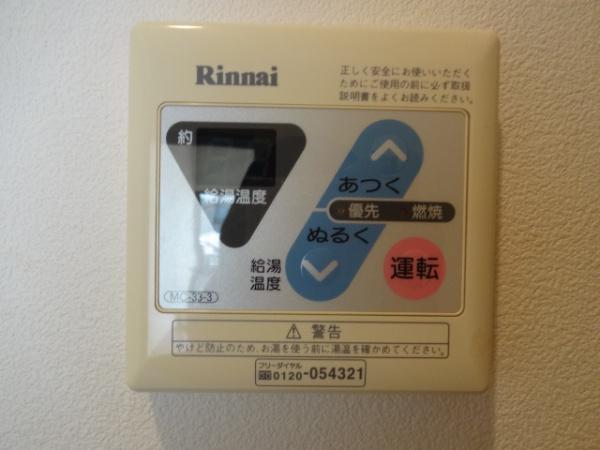 Rinnai
正しく安全にお使いいただく
ためにご使用の前に必ず取扱
説明書をよくお読みください。
約
給湯温度
あつく
優先 燃焼
ぬるく
給湯
温度
運転
MC-33-3
⚠ 警告
やけど防止のため、お湯を使う前に湯温を確かめてください。
フリーダイヤル
0120-054321